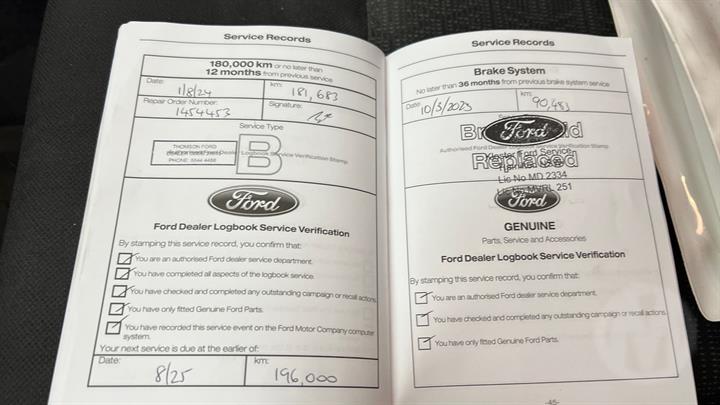 Service Records
180,000 km or no later than
12 months from previous service
Date: 1/8/24 km: 181,683
Repair Order Number: 1454453 Signature:
Service Type
B
THOMSON FORD
Authorised Ford Dealer Logbook Service Verification Stamp
Ford
Ford Dealer Logbook Service Verification
By stamping this service record, you confirm that:
You are an authorised Ford dealer service department.
You have completed all aspects of the logbook service.
You have checked and completed any outstanding campaign or recall actions.
You have only fitted Genuine Ford Parts.
You have recorded this service event on the Ford Motor Company computer
system.
Your next service is due at the earlier of:
Date: 8/25 km: 196,000
Service Records
Brake System
No later than 36 months from previous brake system service
Date: km: 90,483
Ford
Authorised Ford Dealer Service Verification Stamp
Ford Service
Replaced
Lic No MD 2334
MVRL 251
Ford
GENUINE
Parts, Service and Accessories
Ford Dealer Logbook Service Verification
By stamping this service record, you confirm that:
You are an authorised Ford dealer service department.
You have checked and completed any outstanding campaign or recall actions.
You have only fitted Genuine Ford Parts.
-45-